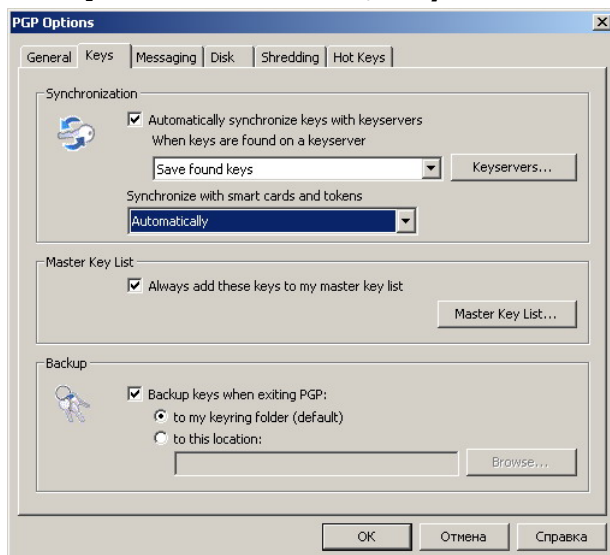 PGP Options
General Keys Messaging Disk Shredding Hot Keys
Synchronization
Automatically synchronize keys with keyservers
When keys are found on a keyserver
Save found keys Keyservers...
Synchronize with smart cards and tokens
Automatically
Master Key List
Always add these keys to my master key list
Master Key List...
Backup
Backup keys when exiting PGP:
to my keyring folder (default)
to this location:
Browse...
OK Отмена Справка